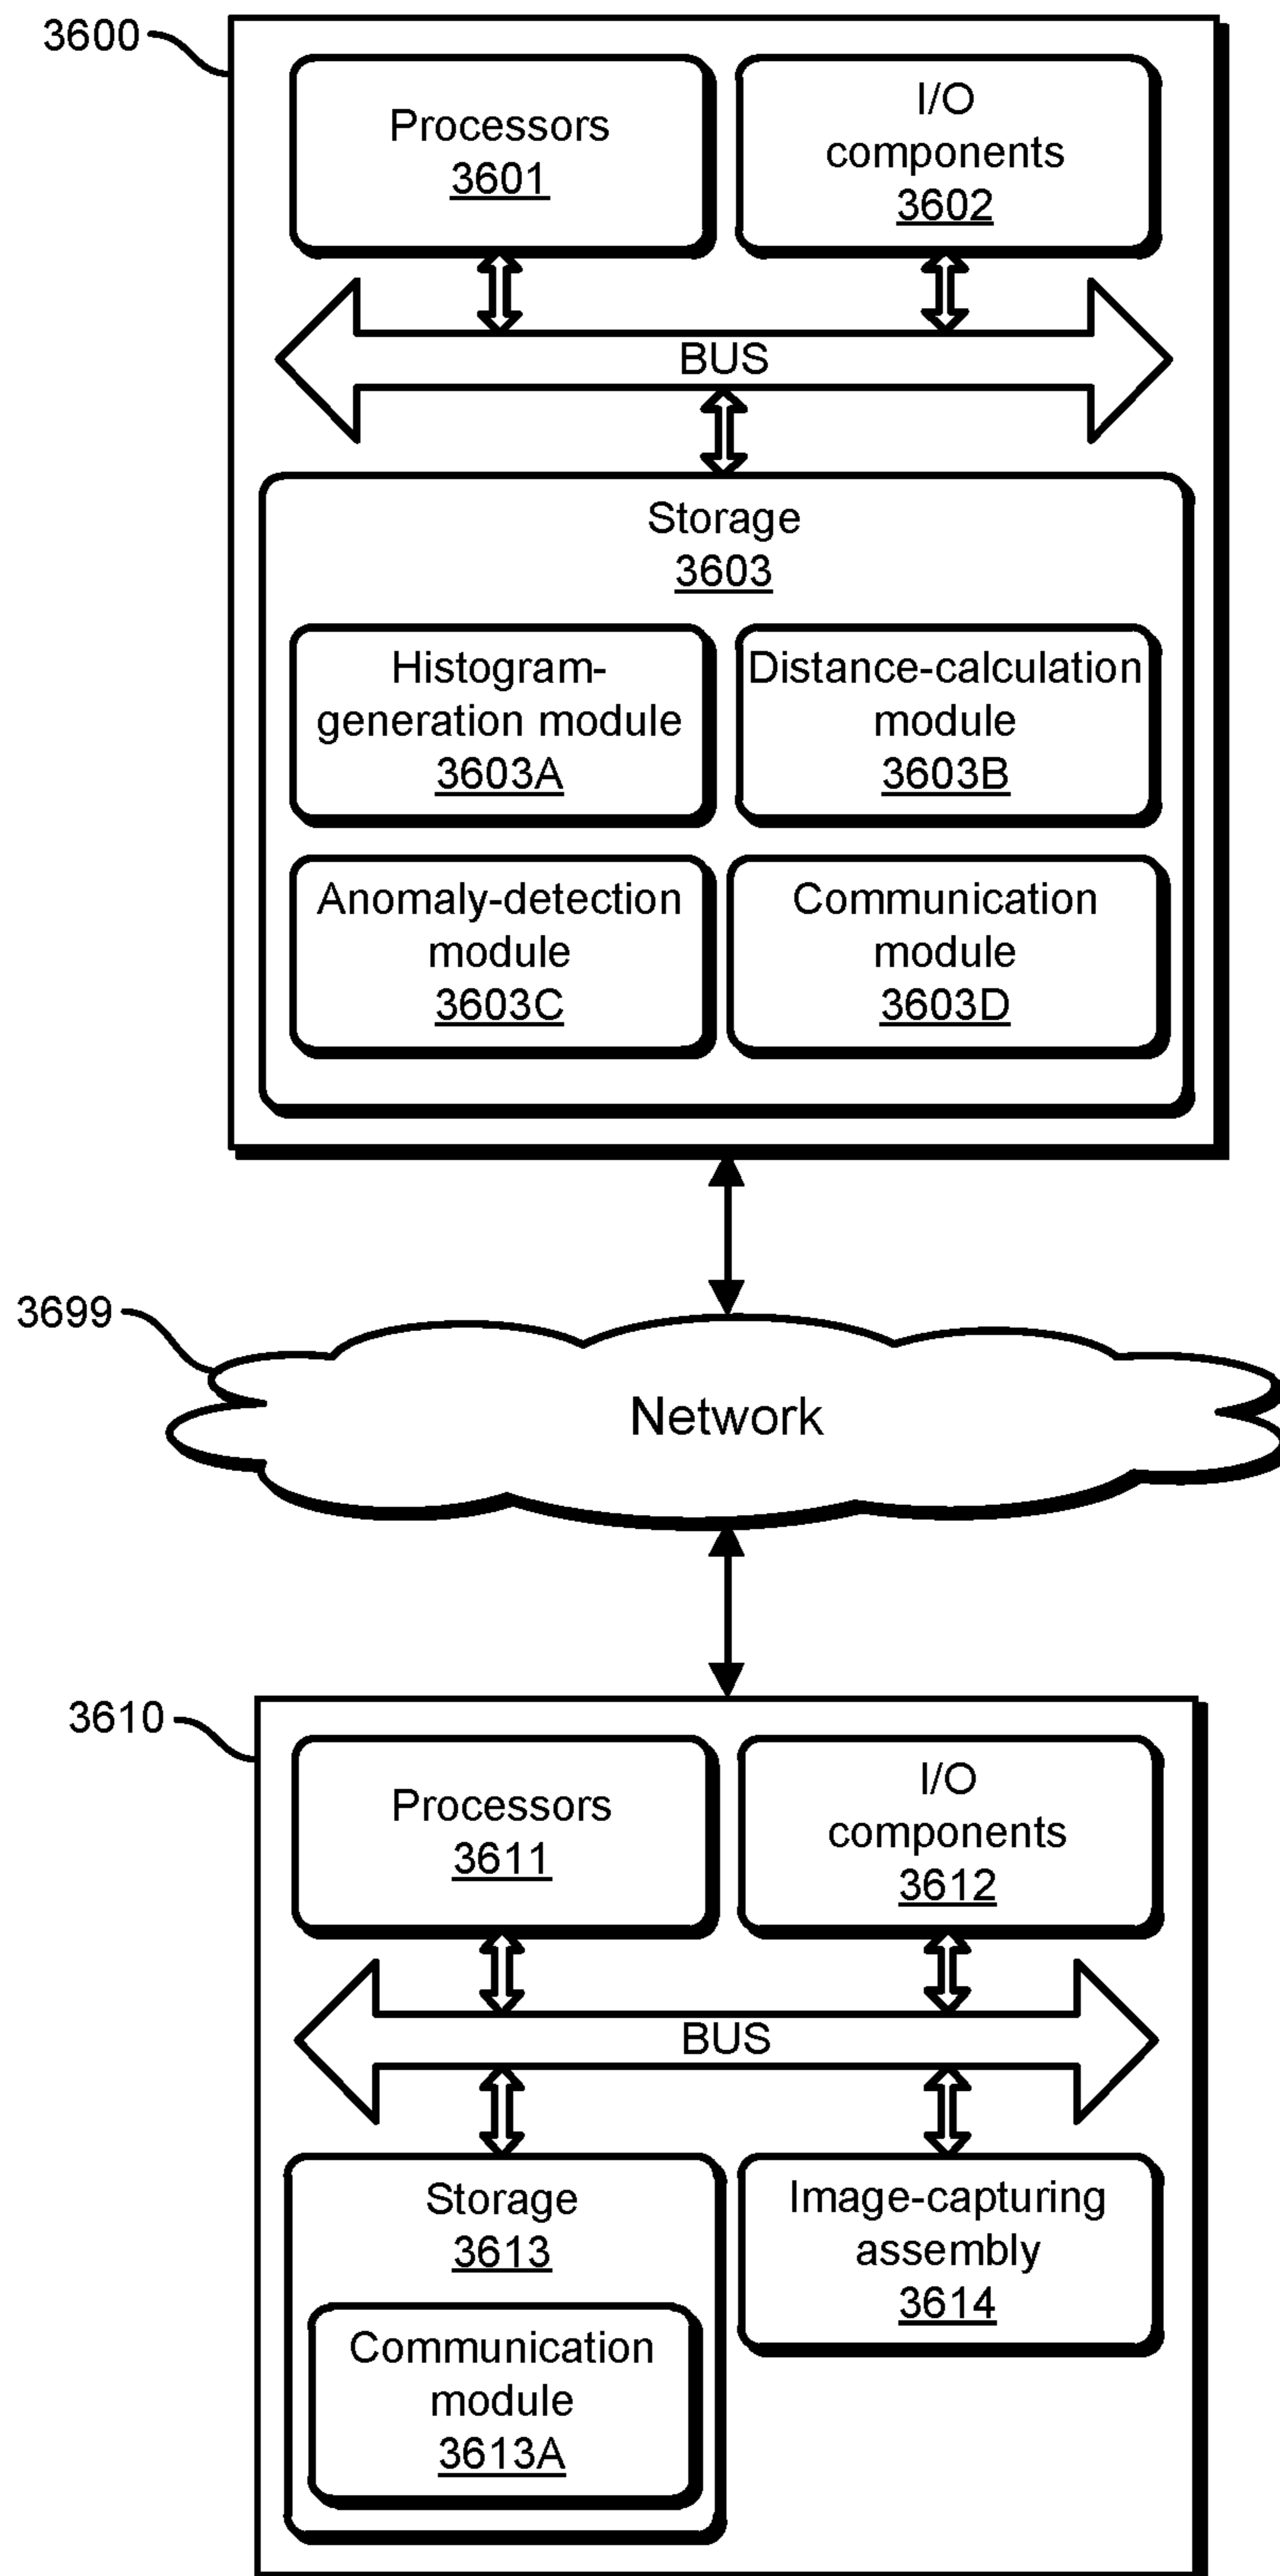 3600
Processors
3601
I/O
components
3602
BUS
Storage
3603
Histogram-
generation module
3603A
Distance-calculation
module
3603B
Anomaly-detection
module
3603C
Communication
module
3603D
3699
Network
3610
Processors
3611
I/O
components
3612
BUS
Storage
3613
Communication
module
3613A
Image-capturing
assembly
3614